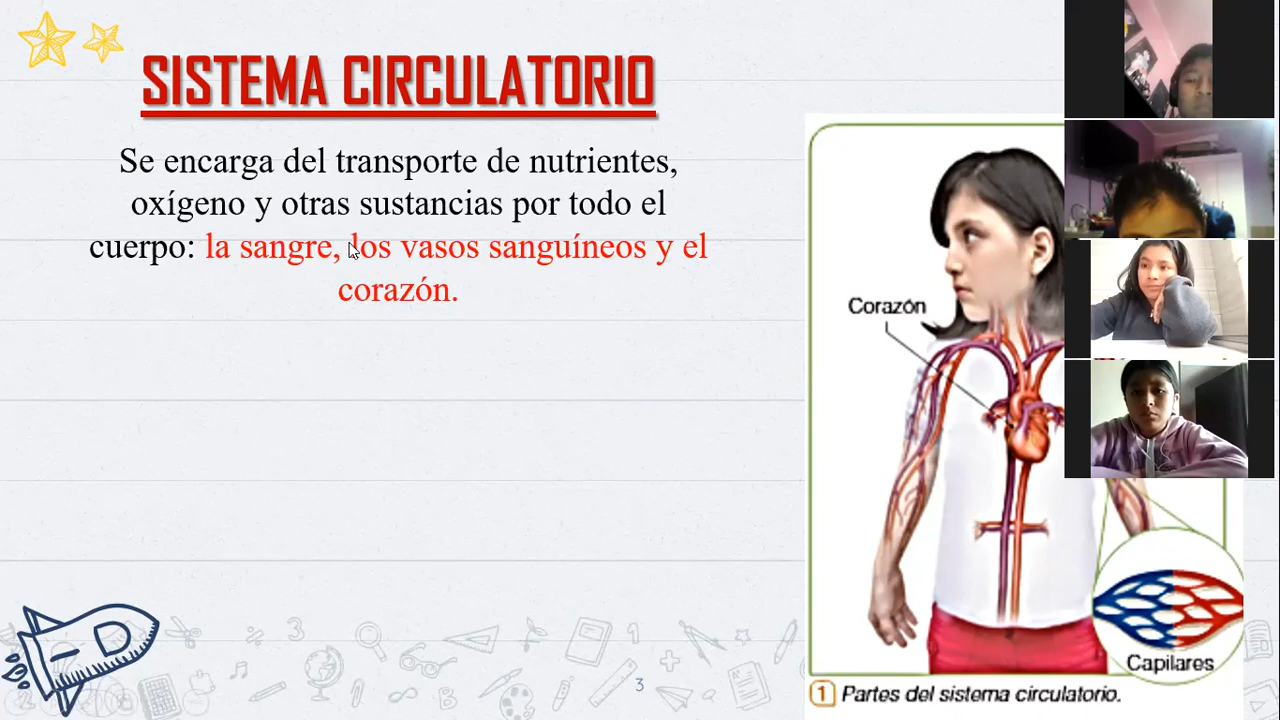 SISTEMA CIRCULATORIO
Se encarga del transporte de nutrientes,
oxígeno y otras sustancias por todo el
cuerpo: la sangre, los vasos sanguíneos y el
corazón.
Corazón
Capilares
1 Partes del sistema circulatorio.
3